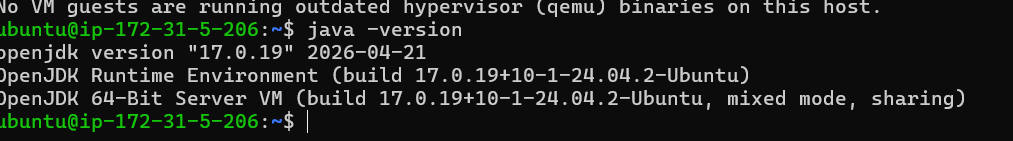 No VM guests are running outdated hypervisor (qemu) binaries on this host.
ubuntu@ip-172-31-5-206:~$ java -version
openjdk version "17.0.19" 2026-04-21
OpenJDK Runtime Environment (build 17.0.19+10-1-24.04.2-Ubuntu)
OpenJDK 64-Bit Server VM (build 17.0.19+10-1-24.04.2-Ubuntu, mixed mode, sharing)
ubuntu@ip-172-31-5-206:~$